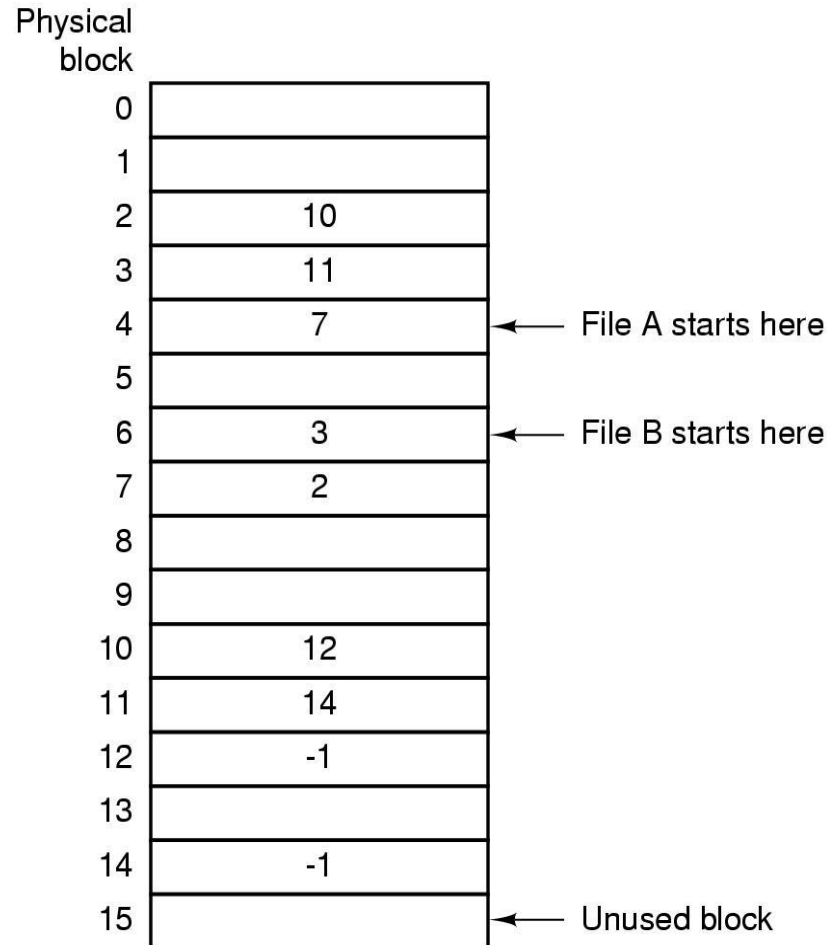 Physical
block
0
1
2 10
3 11
4 7 File A starts here
5
6 3 File B starts here
7 2
8
9
10 12
11 14
12 -1
13
14 -1
15 Unused block